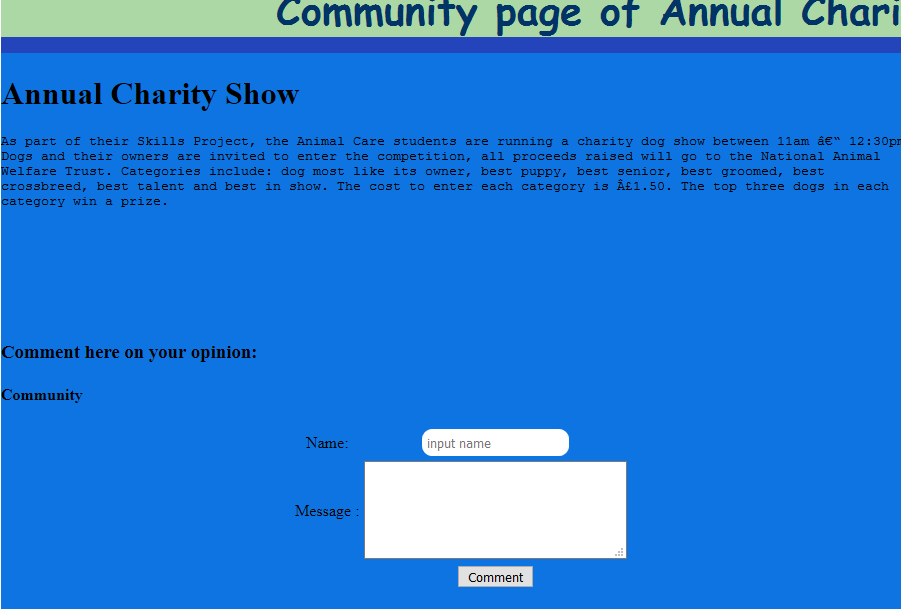 Community page of Annual Chari
Annual Charity Show
As part of their Skills Project, the Animal Care students are running a charity dog show between 11am â€“ 12:30pm
Dogs and their owners are invited to enter the competition, all proceeds raised will go to the National Animal
Welfare Trust. Categories include: dog most like its owner, best puppy, best senior, best groomed, best
crossbreed, best talent and best in show. The cost to enter each category is Â£1.50. The top three dogs in each
category win a prize.
Comment here on your opinion:
Community
Name: input name
Message :
Comment